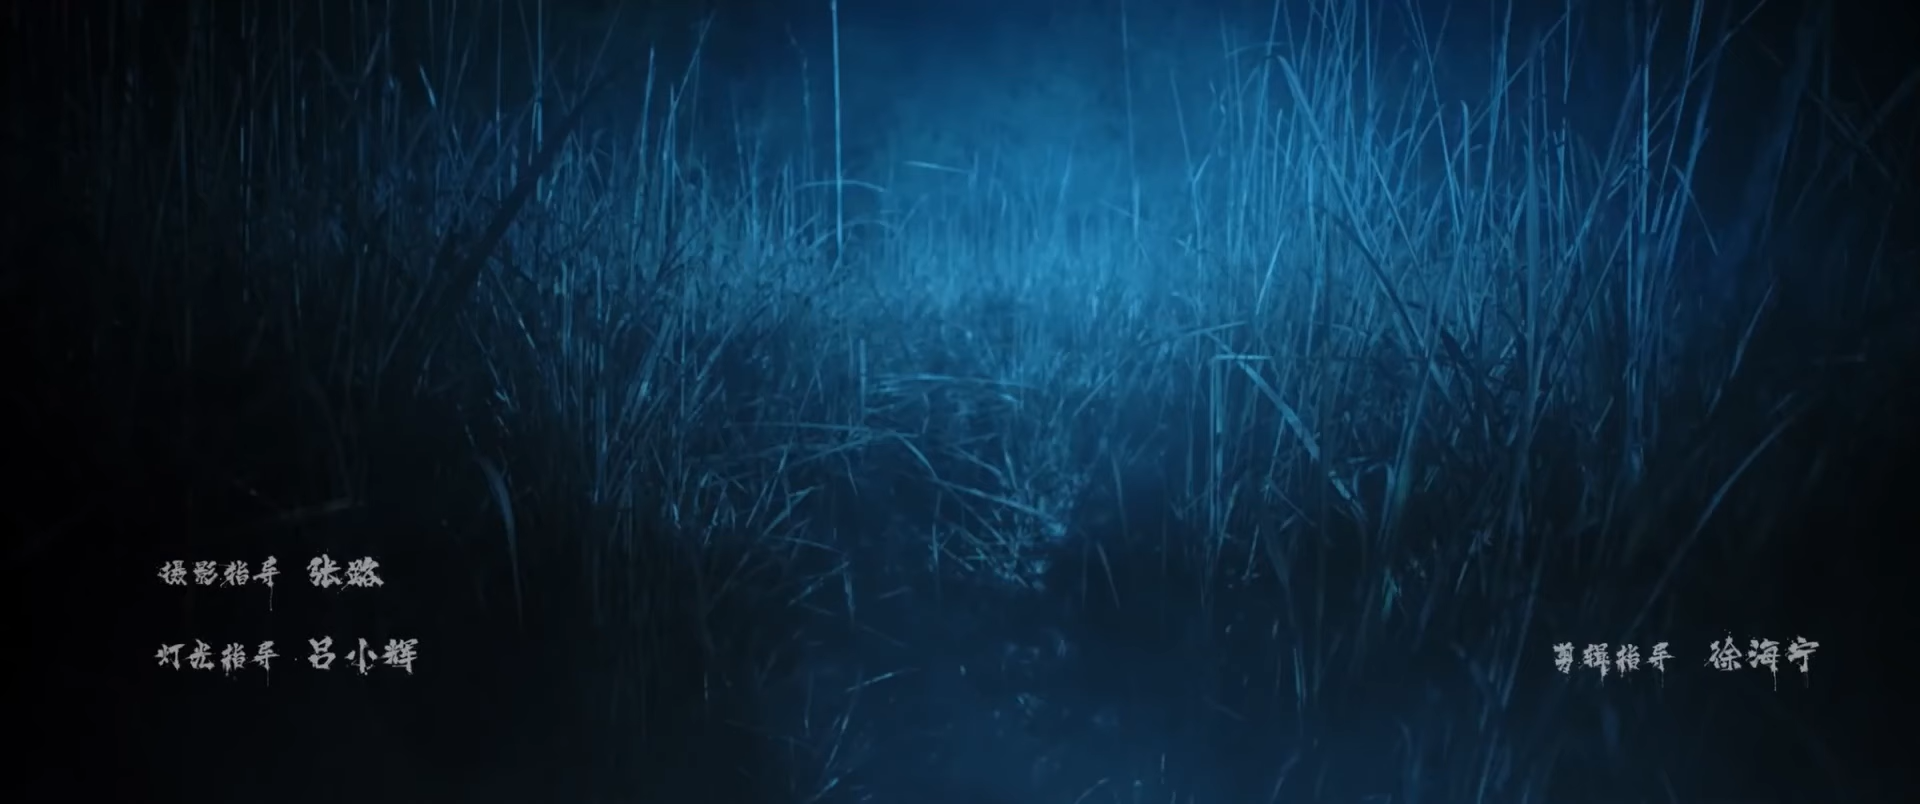 摄影指导 张璐
灯光指导 吕小辉
剪辑指导 徐海宁